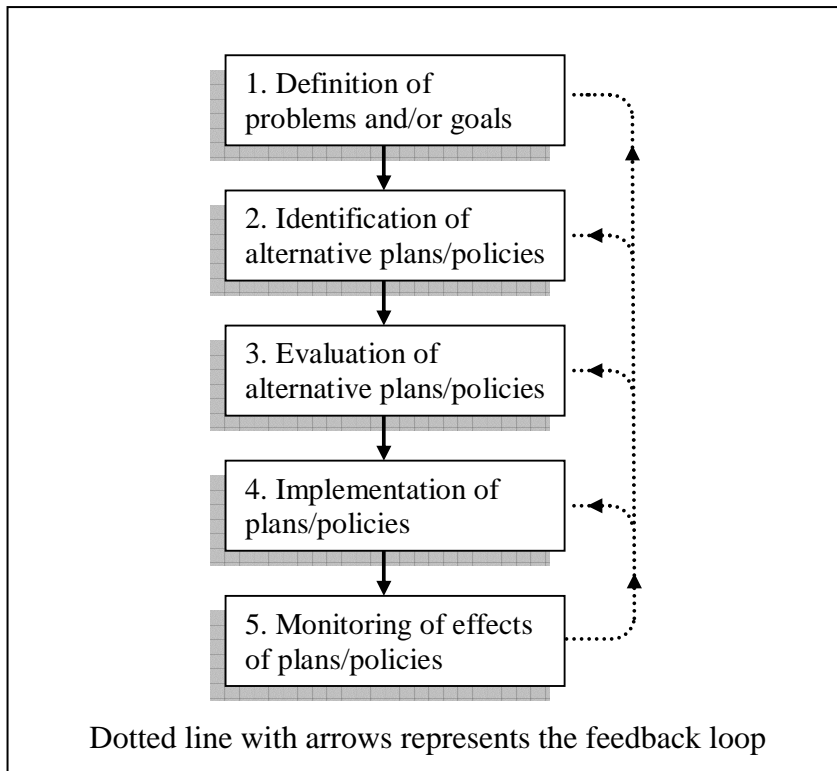 1. Definition of
problems and/or goals
2. Identification of
alternative plans/policies
3. Evaluation of
alternative plans/policies
4. Implementation of
plans/policies
5. Monitoring of effects
of plans/policies
Dotted line with arrows represents the feedback loop